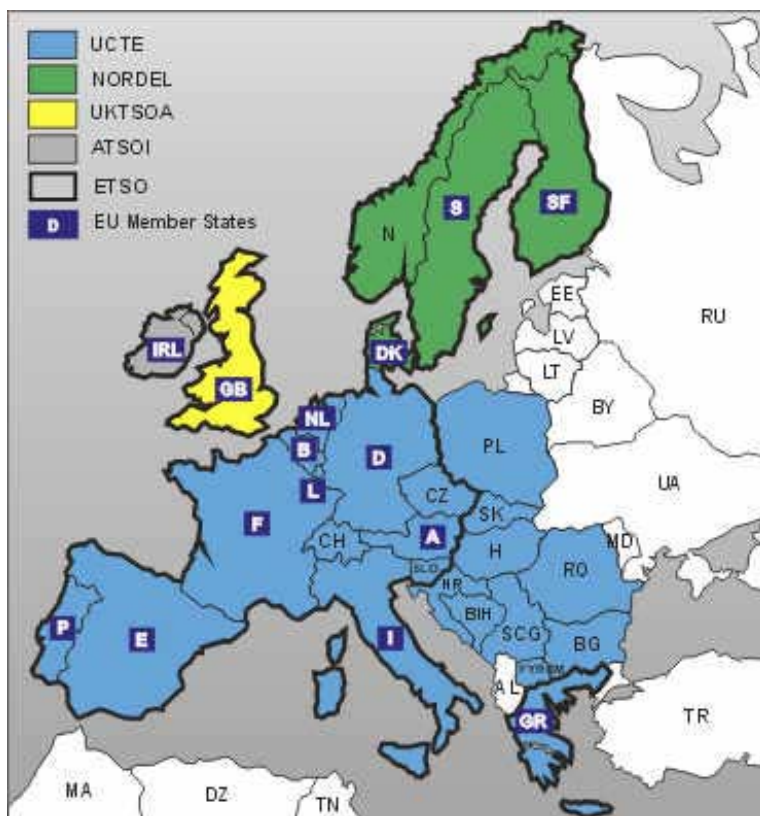 UCTE
NORDEL
UKTSOA
ATSOI
ETSO
D EU Member States
S
SF
N
EE
RU
LV
IRL
DK
LT
GB
BY
NL
B
D
PL
L
CZ
UA
SK
F
A
CH
H
MD
SLO
RO
HR
BIH
P
E
I
SCG
BG
FYROM
AL
GR
TR
MA
DZ
TN